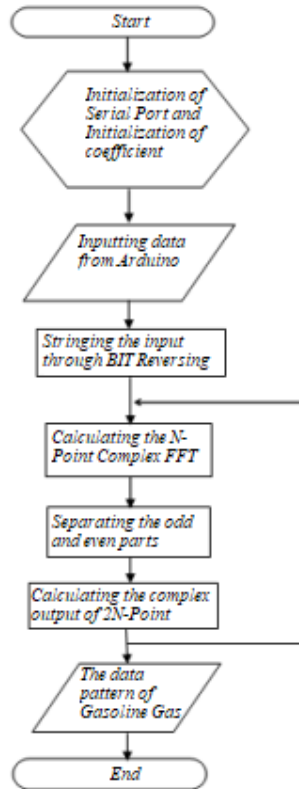 Start
Initialization of
Serial Port and
Initialization of
coefficient
Inputting data
from Arduino
Stringing the input
through BIT Reversing
Calculating the N-
Point Complex FFT
Separating the odd
and even parts
Calculating the complex
output of 2N-Point
The data
pattern of
Gasoline Gas
End